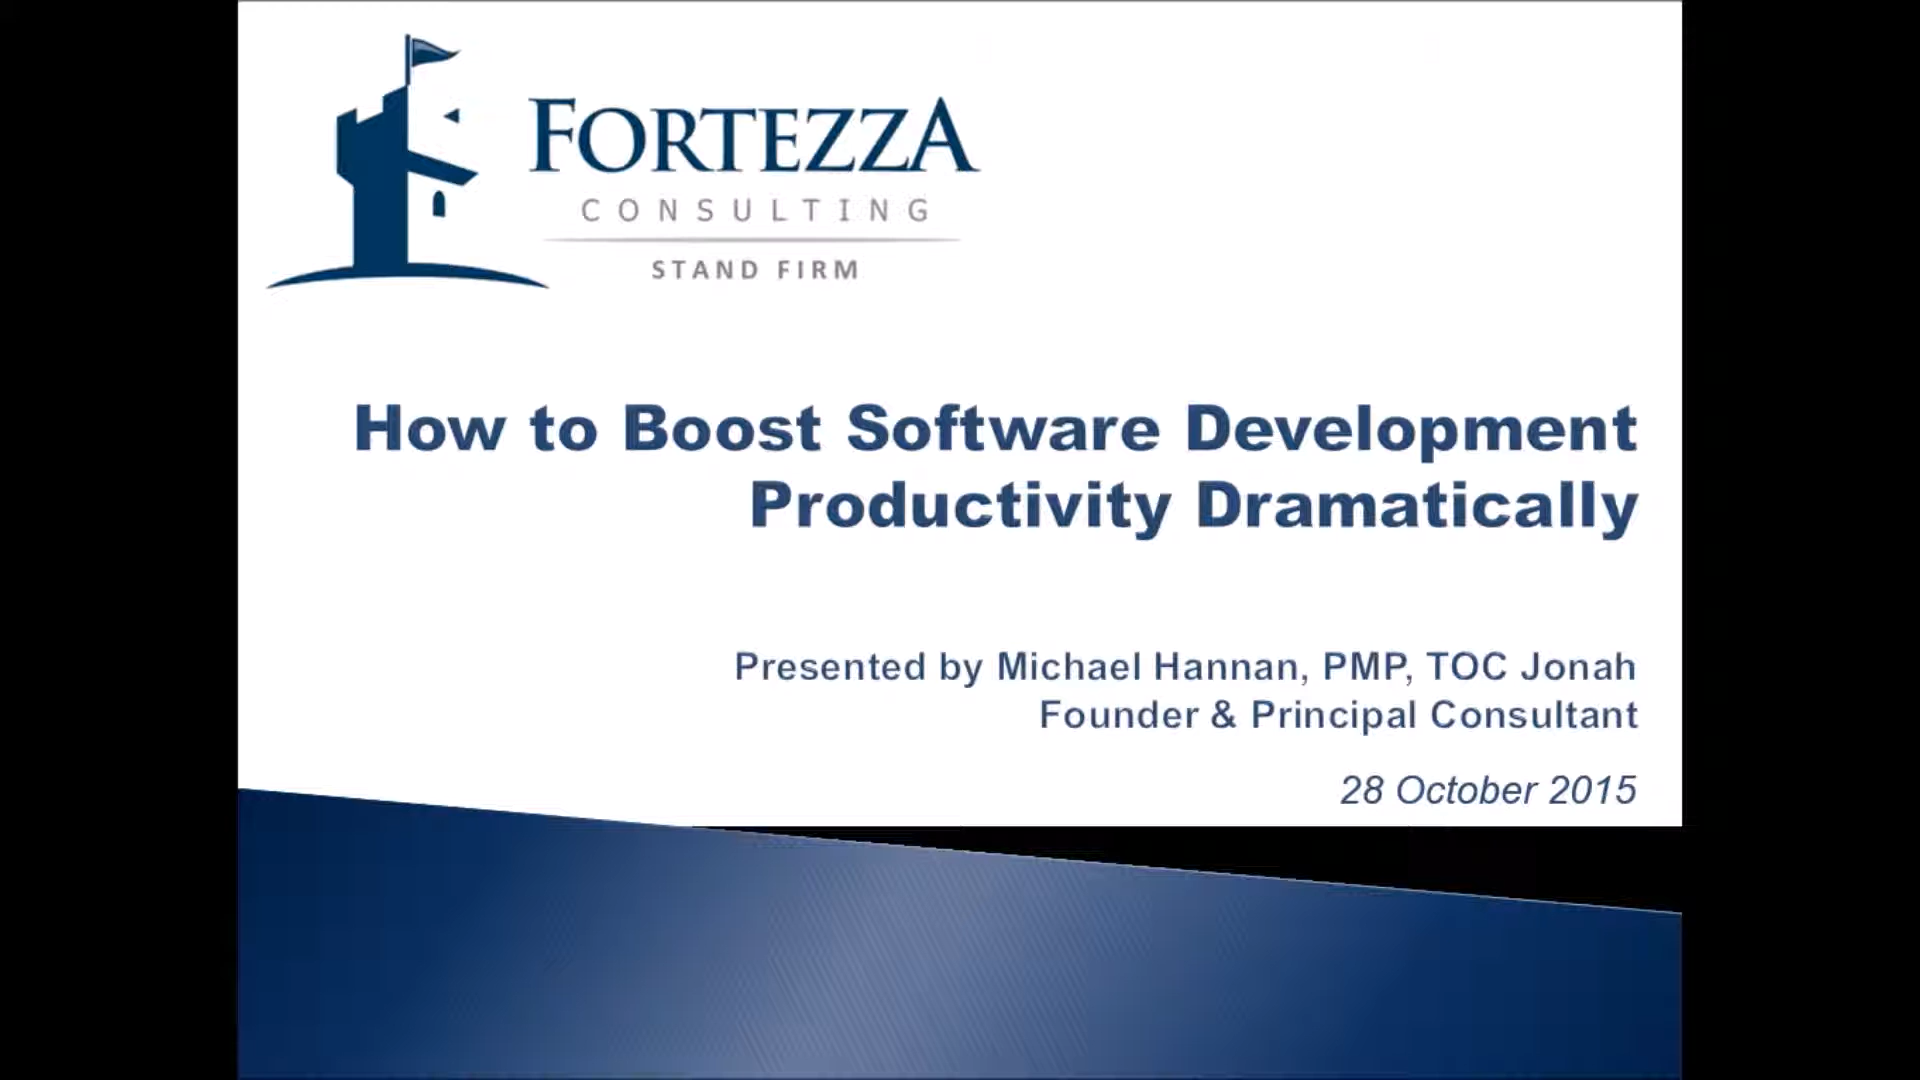 FORTEZZA
CONSULTING
STAND FIRM
How to Boost Software Development
Productivity Dramatically
Presented by Michael Hannan, PMP, TOC Jonah
Founder & Principal Consultant
28 October 2015